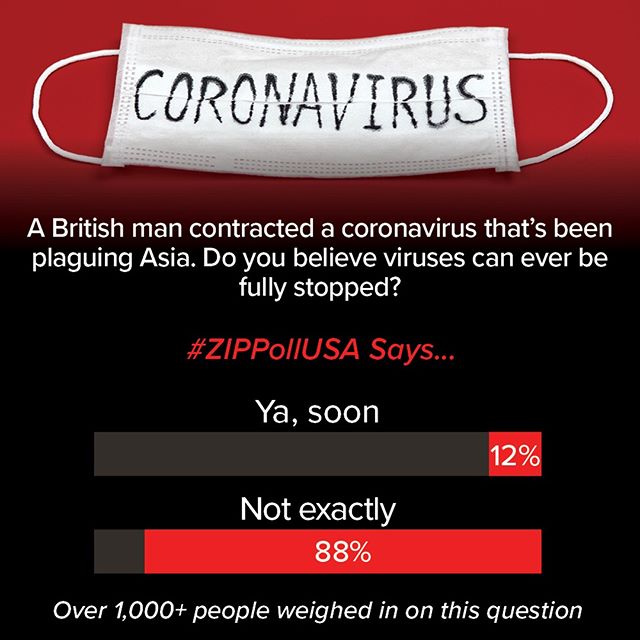 CORONAVIRUS
A British man contracted a coronavirus that’s been
plaguing Asia. Do you believe viruses can ever be
fully stopped?
#ZIPPollUSA Says...
Ya, soon
12%
Not exactly
88%
Over 1,000+ people weighed in on this question